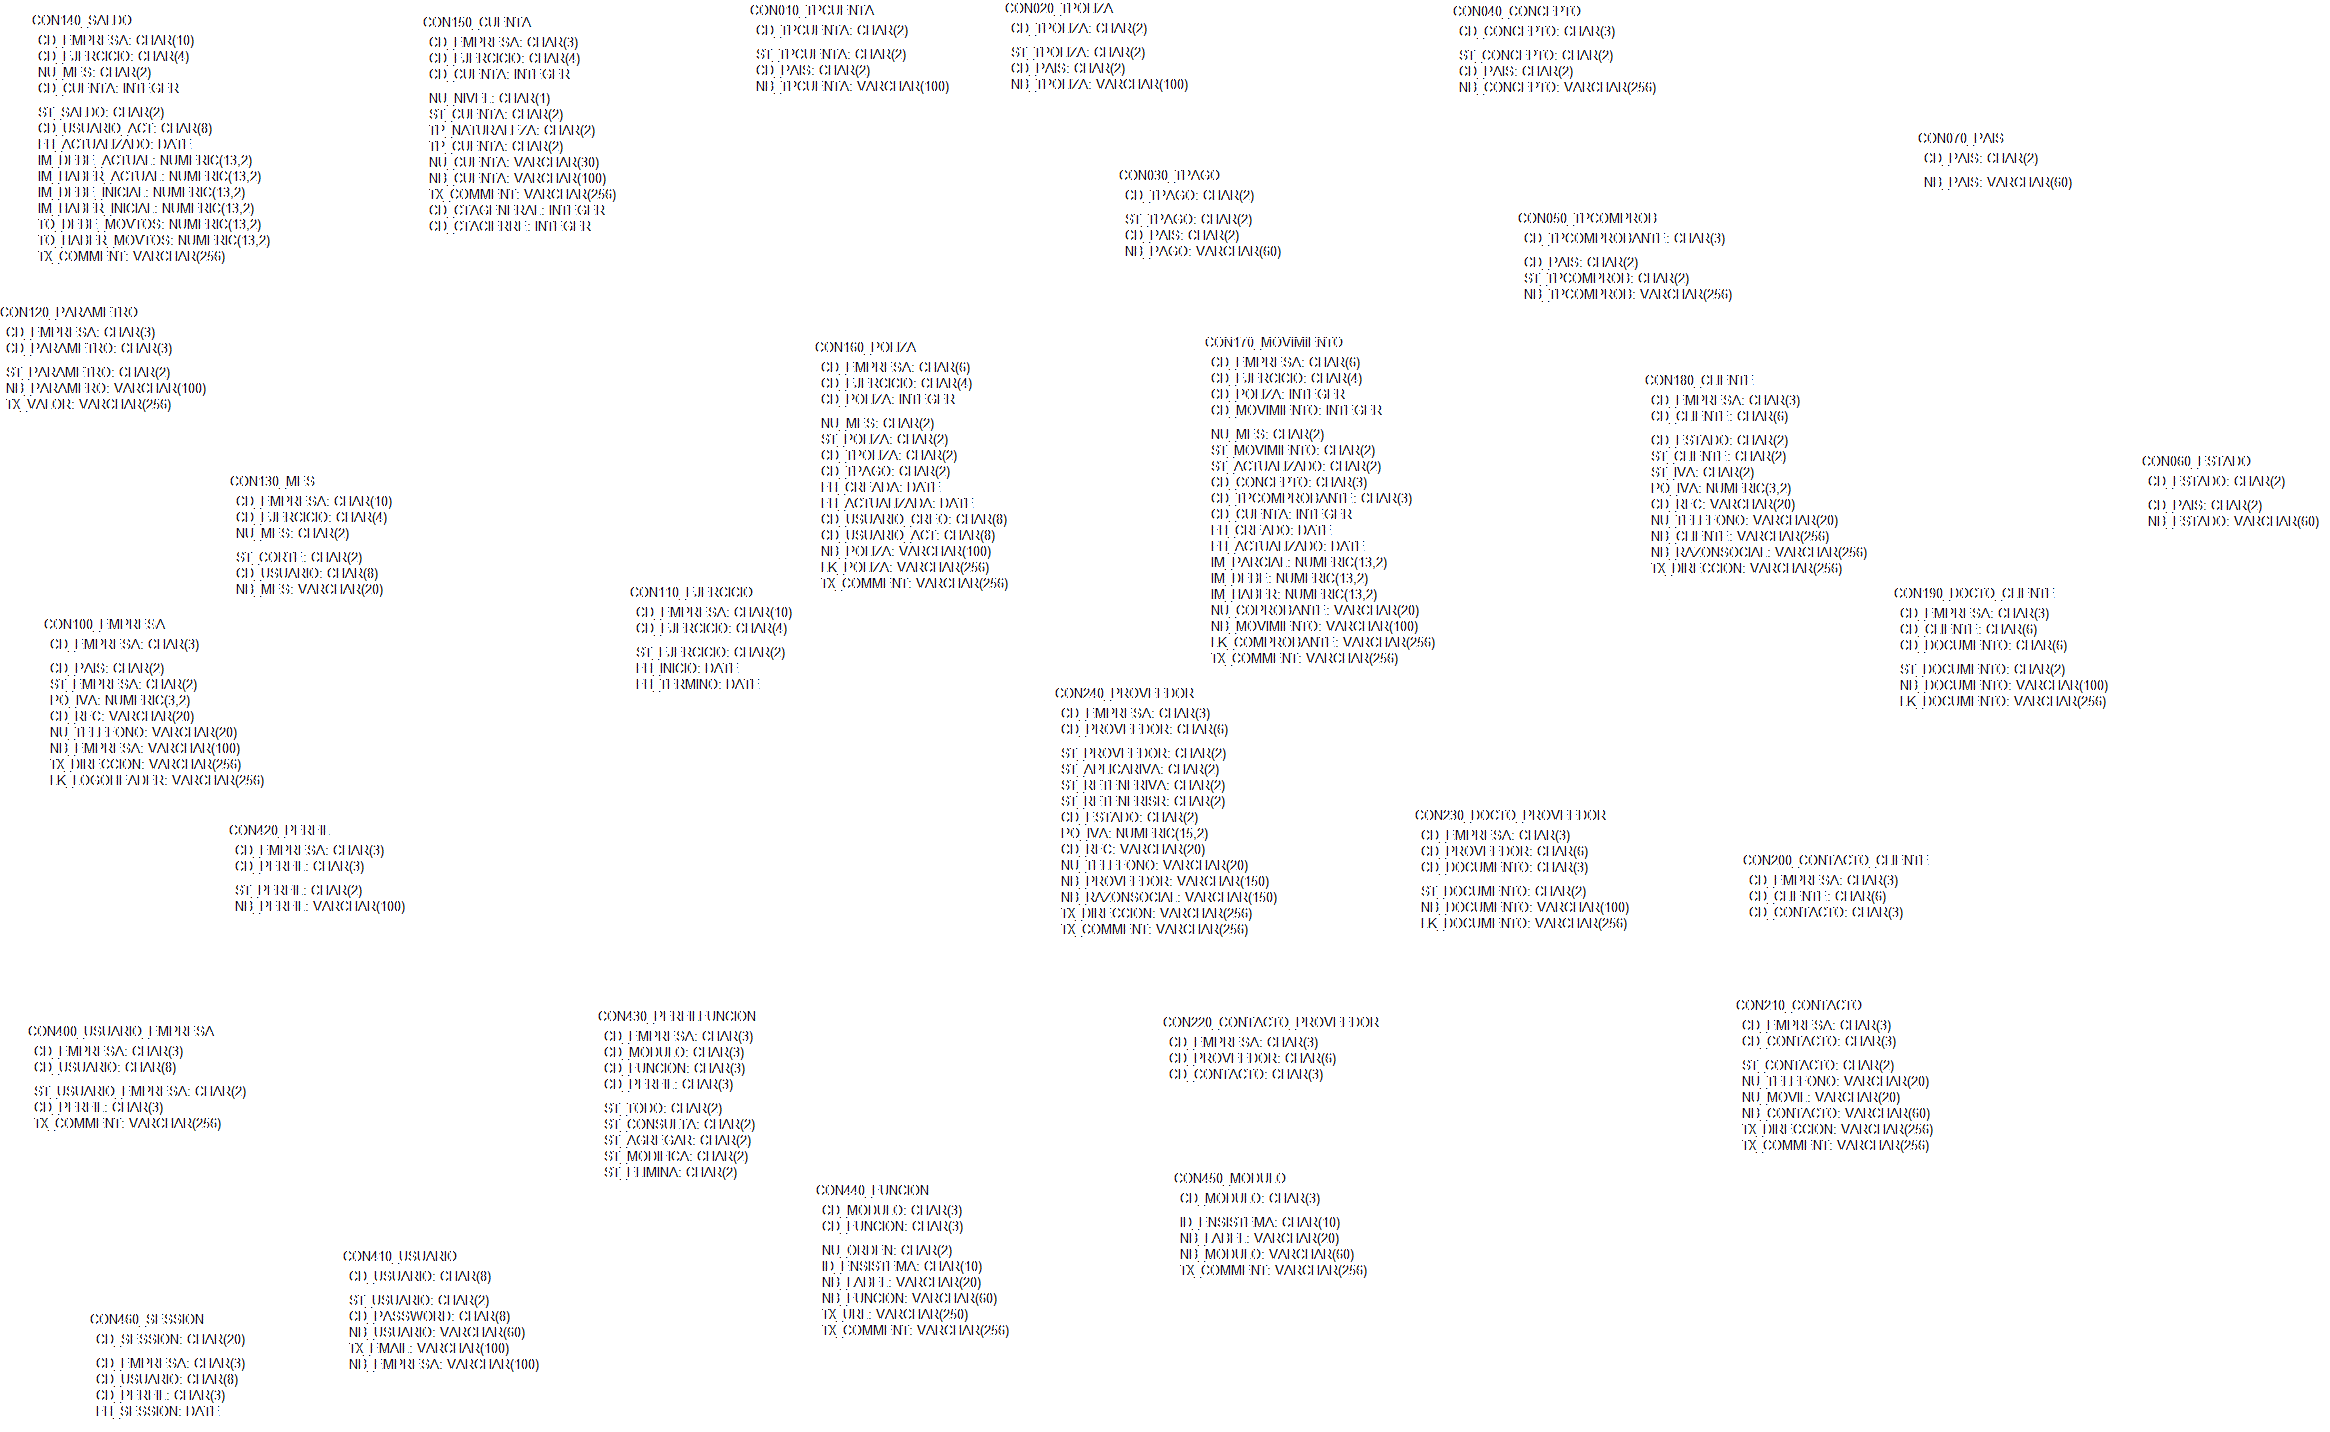 CON140_SALDO
CD_EMPRESA: CHAR(10)
CD_EJERCICIO: CHAR(4)
NU_MES: CHAR(2)
CD_CUENTA: INTEGER
ST_SALDO: CHAR(2)
CD_USUARIO_ACT: CHAR(8)
FH_ACTUALIZADO: DATE
IM_DEBE_ACTUAL: NUMERIC(13,2)
IM_HABER_ACTUAL: NUMERIC(13,2)
IM_DEBE_INICIAL: NUMERIC(13,2)
IM_HABER_INICIAL: NUMERIC(13,2)
TO_DEBE_MOVTOS: NUMERIC(13,2)
TO_HABER_MOVTOS: NUMERIC(13,2)
TX_COMMENT: VARCHAR(256)
CON150_CUENTA
CD_EMPRESA: CHAR(3)
CD_EJERCICIO: CHAR(4)
CD_CUENTA: INTEGER
NU_NIVEL: CHAR(1)
ST_CUENTA: CHAR(2)
TP_NATURALEZA: CHAR(2)
TP_CUENTA: CHAR(2)
NU_CUENTA: VARCHAR(30)
NB_CUENTA: VARCHAR(100)
TX_COMMENT: VARCHAR(256)
CD_CTAGENERAL: INTEGER
CD_CTACIERRE: INTEGER
CON010_TPCUENTA
CD_TPCUENTA: CHAR(2)
ST_TPCUENTA: CHAR(2)
CD_PAIS: CHAR(2)
NB_TPCUENTA: VARCHAR(100)
CON020_TPOLIZA
CD_TPOLIZA: CHAR(2)
ST_TPOLIZA: CHAR(2)
CD_PAIS: CHAR(2)
NB_TPOLIZA: VARCHAR(100)
CON040_CONCEPTO
CD_CONCEPTO: CHAR(3)
ST_CONCEPTO: CHAR(2)
CD_PAIS: CHAR(2)
NB_CONCEPTO: VARCHAR(256)
CON070_PAIS
CD_PAIS: CHAR(2)
NB_PAIS: VARCHAR(60)
CON030_TPAGO
CD_TPAGO: CHAR(2)
ST_TPAGO: CHAR(2)
CD_PAIS: CHAR(2)
NB_PAGO: VARCHAR(60)
CON050_TPCOMPROB
CD_TPCOMPROBANTE: CHAR(3)
CD_PAIS: CHAR(2)
ST_TPCOMPROB: CHAR(2)
NB_TPCOMPROB: VARCHAR(256)
CON120_PARAMETRO
CD_EMPRESA: CHAR(3)
CD_PARAMETRO: CHAR(3)
ST_PARAMETRO: CHAR(2)
NB_PARAMERO: VARCHAR(100)
TX_VALOR: VARCHAR(256)
CON160_POLIZA
CD_EMPRESA: CHAR(6)
CD_EJERCICIO: CHAR(4)
CD_POLIZA: INTEGER
NU_MES: CHAR(2)
ST_POLIZA: CHAR(2)
CD_TPOLIZA: CHAR(2)
CD_TPAGO: CHAR(2)
FH_CREADA: DATE
FH_ACTUALIZADA: DATE
CD_USUARIO_CREO: CHAR(8)
CD_USUARIO_ACT: CHAR(8)
NB_POLIZA: VARCHAR(100)
LK_POLIZA: VARCHAR(256)
TX_COMMENT: VARCHAR(256)
CON170_MOVIMIENTO
CD_EMPRESA: CHAR(6)
CD_EJERCICIO: CHAR(4)
CD_POLIZA: INTEGER
CD_MOVIMIENTO: INTEGER
NU_MES: CHAR(2)
ST_MOVIMIENTO: CHAR(2)
ST_ACTUALIZADO: CHAR(2)
CD_CONCEPTO: CHAR(3)
CD_TPCOMPROBANTE: CHAR(3)
CD_CUENTA: INTEGER
FH_CREADO: DATE
FH_ACTUALIZADO: DATE
IM_PARCIAL: NUMERIC(13,2)
IM_DEBE: NUMERIC(13,2)
IM_HABER: NUMERIC(13,2)
NU_COPROBANTE: VARCHAR(20)
NB_MOVIMIENTO: VARCHAR(100)
LK_COMPROBANTE: VARCHAR(256)
TX_COMMENT: VARCHAR(256)
CON180_CLIENTE
CD_EMPRESA: CHAR(3)
CD_CLIENTE: CHAR(6)
CD_ESTADO: CHAR(2)
ST_CLIENTE: CHAR(2)
ST_IVA: CHAR(2)
PO_IVA: NUMERIC(3,2)
CD_RFC: VARCHAR(20)
NU_TELEFONO: VARCHAR(20)
NB_CLIENTE: VARCHAR(256)
NB_RAZONSOCIAL: VARCHAR(256)
TX_DIRECCION: VARCHAR(256)
CON060_ESTADO
CD_ESTADO: CHAR(2)
CD_PAIS: CHAR(2)
NB_ESTADO: VARCHAR(60)
CON130_MES
CD_EMPRESA: CHAR(10)
CD_EJERCICIO: CHAR(4)
NU_MES: CHAR(2)
ST_CORTE: CHAR(2)
CD_USUARIO: CHAR(8)
NB_MES: VARCHAR(20)
CON110_EJERCICIO
CD_EMPRESA: CHAR(10)
CD_EJERCICIO: CHAR(4)
ST_EJERCICIO: CHAR(2)
FH_INICIO: DATE
FH_TERMINO: DATE
CON190_DOCTO_CLIENTE
CD_EMPRESA: CHAR(3)
CD_CLIENTE: CHAR(6)
CD_DOCUMENTO: CHAR(6)
ST_DOCUMENTO: CHAR(2)
NB_DOCUMENTO: VARCHAR(100)
LK_DOCUMENTO: VARCHAR(256)
CON100_EMPRESA
CD_EMPRESA: CHAR(3)
CD_PAIS: CHAR(2)
ST_EMPRESA: CHAR(2)
PO_IVA: NUMERIC(3,2)
CD_RFC: VARCHAR(20)
NU_TELEFONO: VARCHAR(20)
NB_EMPRESA: VARCHAR(100)
TX_DIRECCION: VARCHAR(256)
LK_LOGOHEADER: VARCHAR(256)
CON240_PROVEEDOR
CD_EMPRESA: CHAR(3)
CD_PROVEEDOR: CHAR(6)
ST_PROVEEDOR: CHAR(2)
ST_APLICARIVA: CHAR(2)
ST_RETENERIVA: CHAR(2)
ST_RETENERISR: CHAR(2)
CD_ESTADO: CHAR(2)
PO_IVA: NUMERIC(15,2)
CD_RFC: VARCHAR(20)
NU_TELEFONO: VARCHAR(20)
NB_PROVEEDOR: VARCHAR(150)
NB_RAZONSOCIAL: VARCHAR(150)
TX_DIRECCION: VARCHAR(256)
TX_COMMENT: VARCHAR(256)
CON230_DOCTO_PROVEEDOR
CD_EMPRESA: CHAR(3)
CD_PROVEEDOR: CHAR(6)
CD_DOCUMENTO: CHAR(3)
ST_DOCUMENTO: CHAR(2)
NB_DOCUMENTO: VARCHAR(100)
LK_DOCUMENTO: VARCHAR(256)
CON420_PERFIL
CD_EMPRESA: CHAR(3)
CD_PERFIL: CHAR(3)
ST_PERFIL: CHAR(2)
NB_PERFIL: VARCHAR(100)
CON200_CONTACTO_CLIENTE
CD_EMPRESA: CHAR(3)
CD_CLIENTE: CHAR(6)
CD_CONTACTO: CHAR(3)
CON400_USUARIO_EMPRESA
CD_EMPRESA: CHAR(3)
CD_USUARIO: CHAR(8)
ST_USUARIO_EMPRESA: CHAR(2)
CD_PERFIL: CHAR(3)
TX_COMMENT: VARCHAR(256)
CON430_PERFILFUNCION
CD_EMPRESA: CHAR(3)
CD_MODULO: CHAR(3)
CD_FUNCION: CHAR(3)
CD_PERFIL: CHAR(3)
ST_TODO: CHAR(2)
ST_CONSULTA: CHAR(2)
ST_AGREGAR: CHAR(2)
ST_MODIFICA: CHAR(2)
ST_ELIMINA: CHAR(2)
CON220_CONTACTO_PROVEEDOR
CD_EMPRESA: CHAR(3)
CD_PROVEEDOR: CHAR(6)
CD_CONTACTO: CHAR(3)
CON210_CONTACTO
CD_EMPRESA: CHAR(3)
CD_CONTACTO: CHAR(3)
ST_CONTACTO: CHAR(2)
NU_TELEFONO: VARCHAR(20)
NU_MOVIL: VARCHAR(20)
NB_CONTACTO: VARCHAR(60)
TX_DIRECCION: VARCHAR(256)
TX_COMMENT: VARCHAR(256)
CON440_FUNCION
CD_MODULO: CHAR(3)
CD_FUNCION: CHAR(3)
NU_ORDEN: CHAR(2)
ID_ENSISTEMA: CHAR(10)
NB_LABEL: VARCHAR(20)
NB_FUNCION: VARCHAR(60)
TX_URL: VARCHAR(250)
TX_COMMENT: VARCHAR(256)
CON450_MODULO
CD_MODULO: CHAR(3)
ID_ENSISTEMA: CHAR(10)
NB_LABEL: VARCHAR(20)
NB_MODULO: VARCHAR(60)
TX_COMMENT: VARCHAR(256)
CON410_USUARIO
CD_USUARIO: CHAR(8)
ST_USUARIO: CHAR(2)
CD_PASSWORD: CHAR(8)
NB_USUARIO: VARCHAR(60)
TX_EMAIL: VARCHAR(100)
NB_EMPRESA: VARCHAR(100)
CON460_SESSION
CD_SESSION: CHAR(20)
CD_EMPRESA: CHAR(3)
CD_USUARIO: CHAR(8)
CD_PERFIL: CHAR(3)
FH_SESSION: DATE